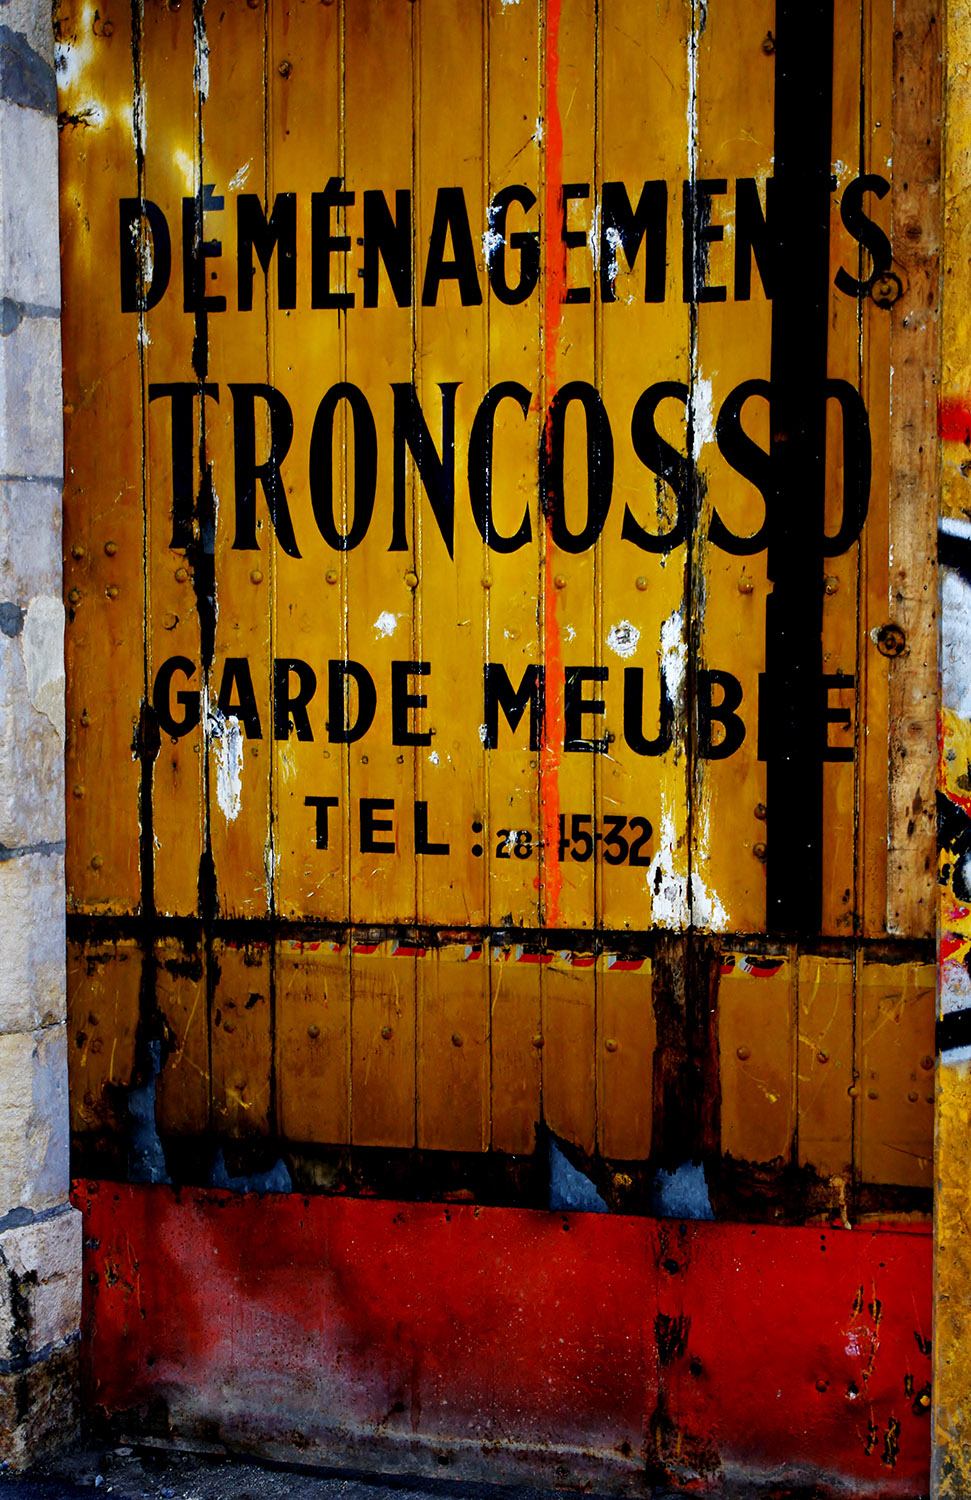 DÉMÉNAGEMENTS
TRONCOSSO
GARDE MEUBLE
TEL : 28-45-32